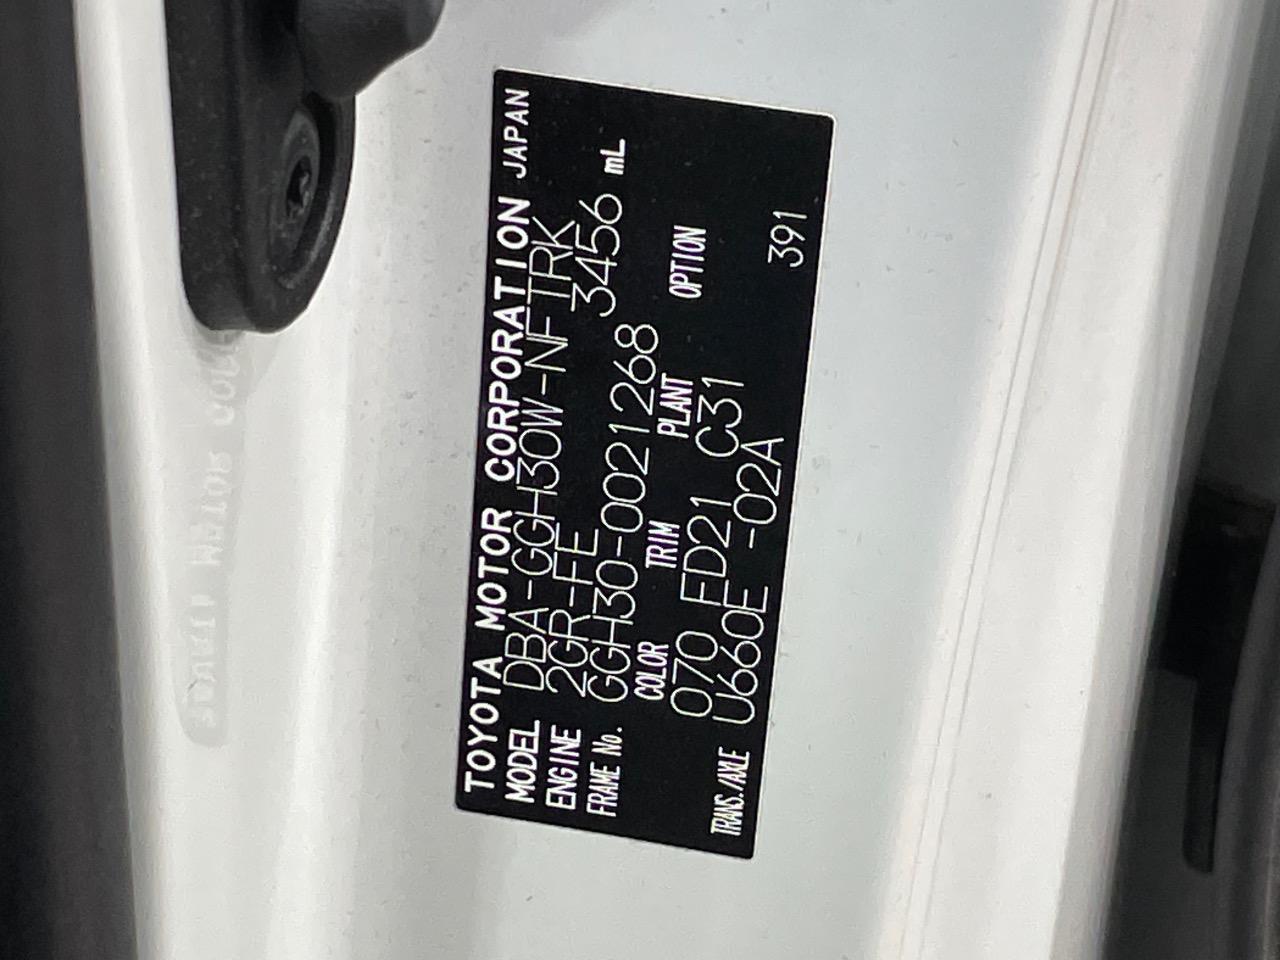 TOYOTA MOTOR CORPORATION JAPAN
MODEL DBA-GGH30W-NFTRK
ENGINE 2GR-FE 3456 mL
FRAME No. GGH30-0021268
COLOR TRIM PLANT OPTION
070 FD21 C31
TRANS./AXLE U660E -02A
391